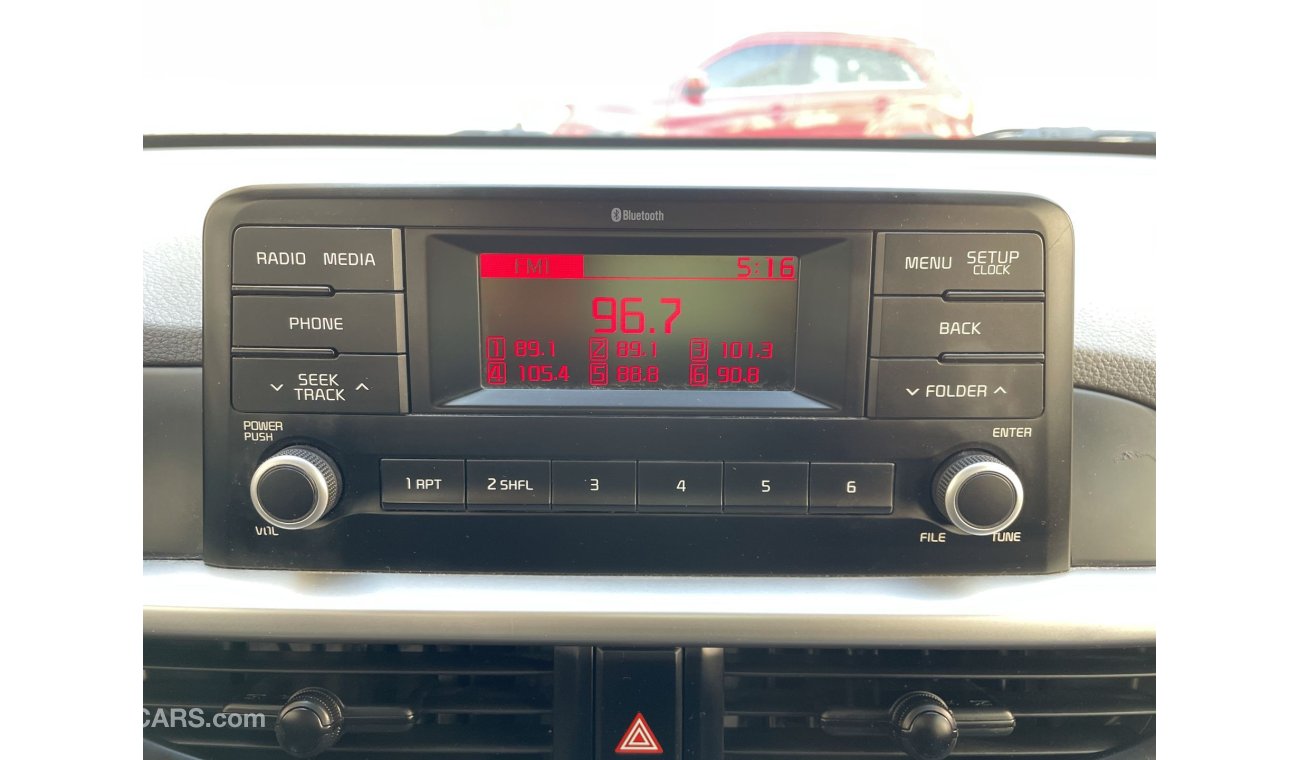 Bluetooth
RADIO MEDIA
PHONE
SEEK
TRACK
FM1 5:16
96.7
1 89.1 2 89.1 3 101.3
4 105.4 5 88.8 6 90.8
MENU SETUP
CLOCK
BACK
FOLDER
POWER
PUSH
VOL
1 RPT 2 SHFL 3 4 5 6
ENTER
FILE TUNE
CARS.com